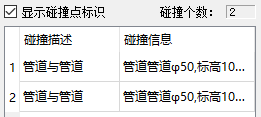 显示碰撞点标识 碰撞个数： 2
碰撞描述 碰撞信息
1 管道与管道 管道管道φ50,标高10...
2 管道与管道 管道管道φ50,标高10...